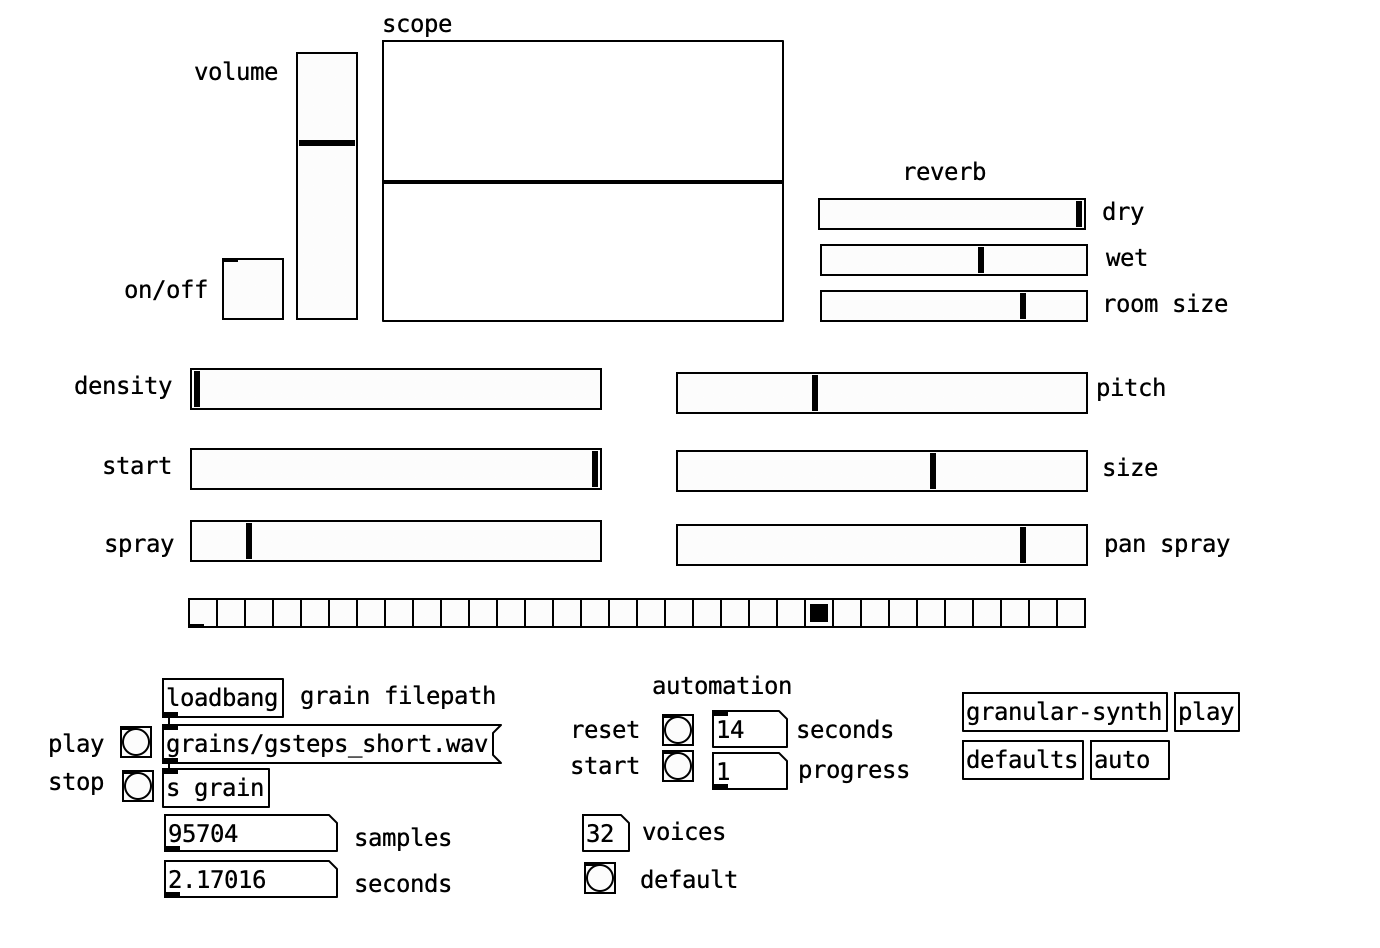 scope
volume
reverb
dry
wet
on/off
room size
density
pitch
start
size
spray
pan spray
loadbang grain filepath
automation
play grains/gsteps_short.wav
reset 14 seconds
granular-synth play
stop s grain
start 1 progress
defaults auto
95704 samples
32 voices
2.17016 seconds
default